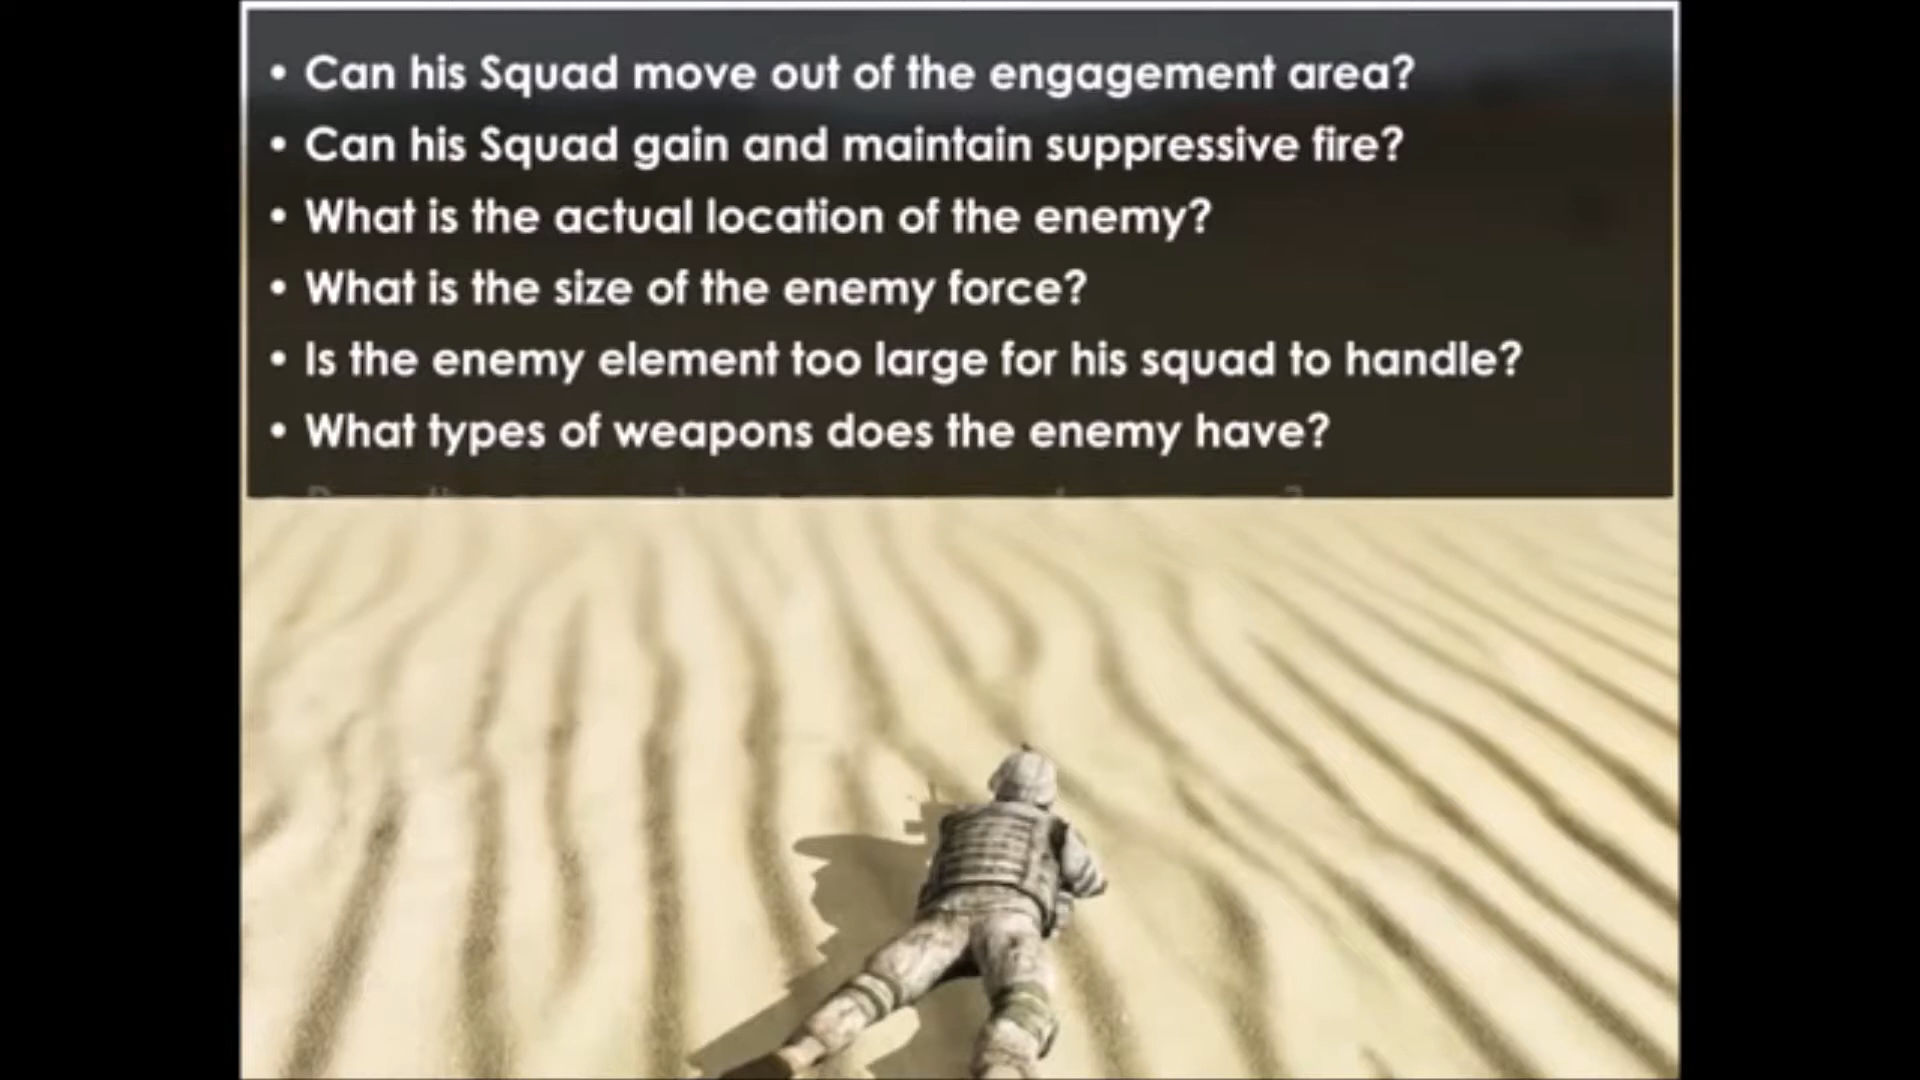 • Can his Squad move out of the engagement area?
• Can his Squad gain and maintain suppressive fire?
• What is the actual location of the enemy?
• What is the size of the enemy force?
• Is the enemy element too large for his squad to handle?
• What types of weapons does the enemy have?